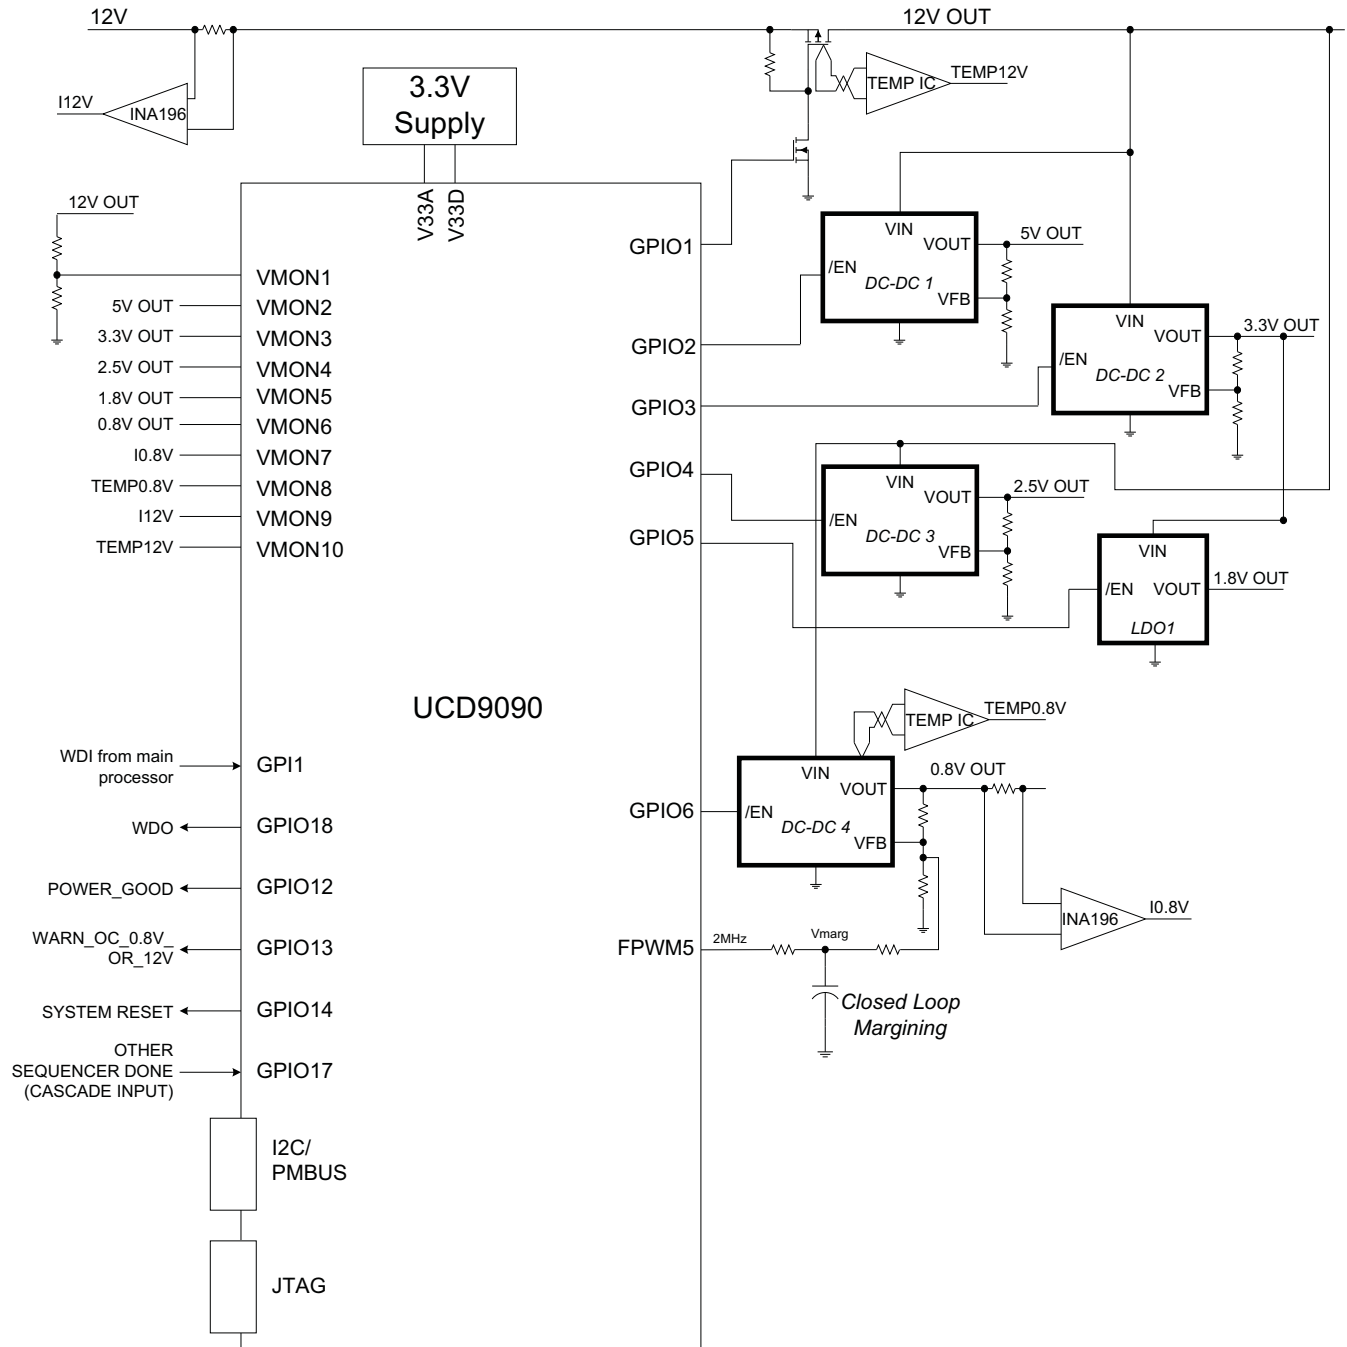 12V
12V OUT
TEMP IC
TEMP12V
3.3V
Supply
I12V
INA196
V33A
V33D
12V OUT
GPIO1
VIN
VOUT
5V OUT
/EN
DC-DC 1
VFB
VMON1
5V OUT
VMON2
3.3V OUT
VMON3
2.5V OUT
VMON4
1.8V OUT
VMON5
0.8V OUT
VMON6
I0.8V
VMON7
TEMP0.8V
VMON8
I12V
VMON9
TEMP12V
VMON10
GPIO2
VIN
VOUT
3.3V OUT
/EN
DC-DC 2
VFB
GPIO3
GPIO4
VIN
VOUT
2.5V OUT
/EN
DC-DC 3
VFB
GPIO5
VIN
/EN
VOUT
1.8V OUT
LDO1
UCD9090
TEMP IC
TEMP0.8V
WDI from main
processor
GPI1
VIN
VOUT
0.8V OUT
GPIO6
/EN
DC-DC 4
VFB
WDO
GPIO18
POWER_GOOD
GPIO12
INA196
I0.8V
WARN_OC_0.8V_
OR_12V
GPIO13
FPWM5
2MHz
Vmarg
Closed Loop
Margining
SYSTEM RESET
GPIO14
OTHER
SEQUENCER DONE
(CASCADE INPUT)
GPIO17
I2C/
PMBUS
JTAG